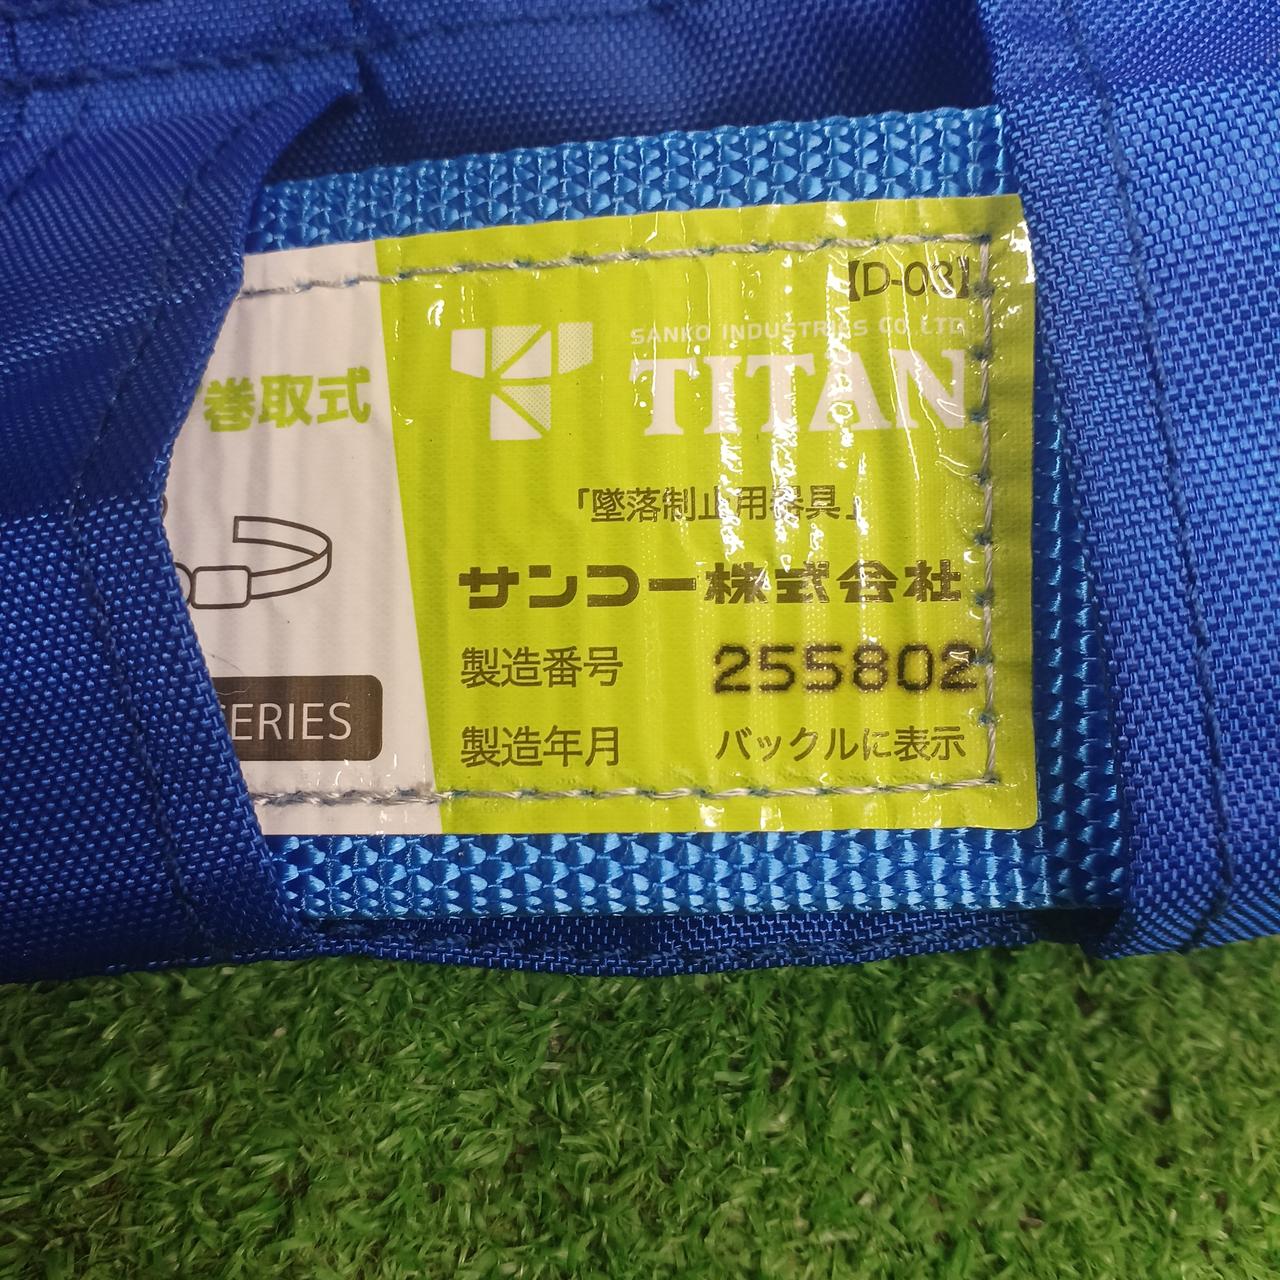 巻取式
ERIES
【D-03】
SANKO INDUSTRIES CO.,LTD.
TITAN
「墜落制止用器具」
サンコー株式会社
製造番号 255802
製造年月 バックルに表示